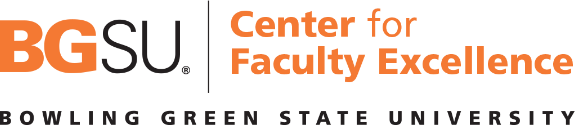 BGSU®
Center for
Faculty Excellence
BOWLING GREEN STATE UNIVERSITY